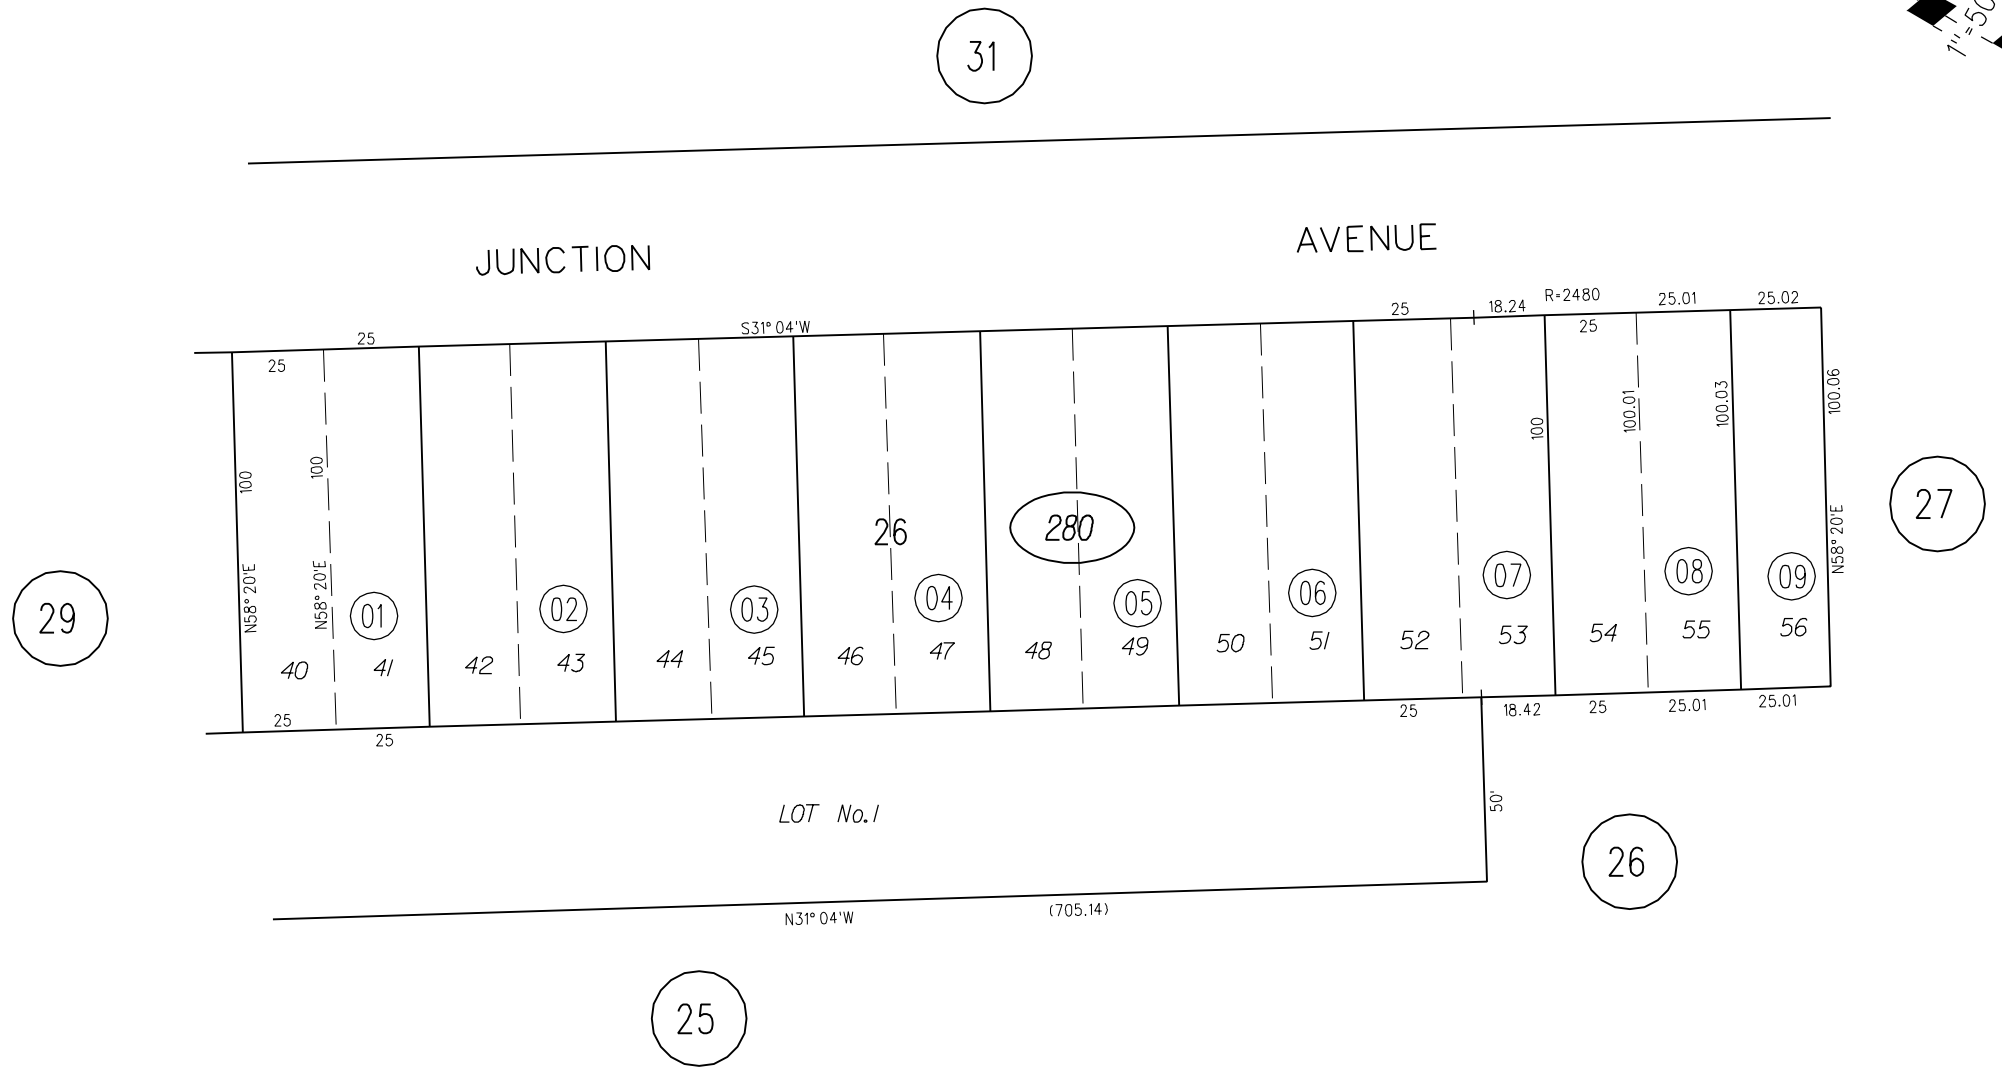 31
1"=50
JUNCTION AVENUE
25 S31° 04'W 25 18.24 R=2480 25.01 25.02
25 25
100 100 100 100.01 100.03 100.06
26 280
N58° 20'E N58° 20'E N58° 20'E
27
29
01 02 03 04 05 06 07 08 09
40 41 42 43 44 45 46 47 48 49 50 51 52 53 54 55 56
25 25 25 18.42 25 25.01 25.01
LOT No.1
50'
26
N31° 04'W (705.14)
25